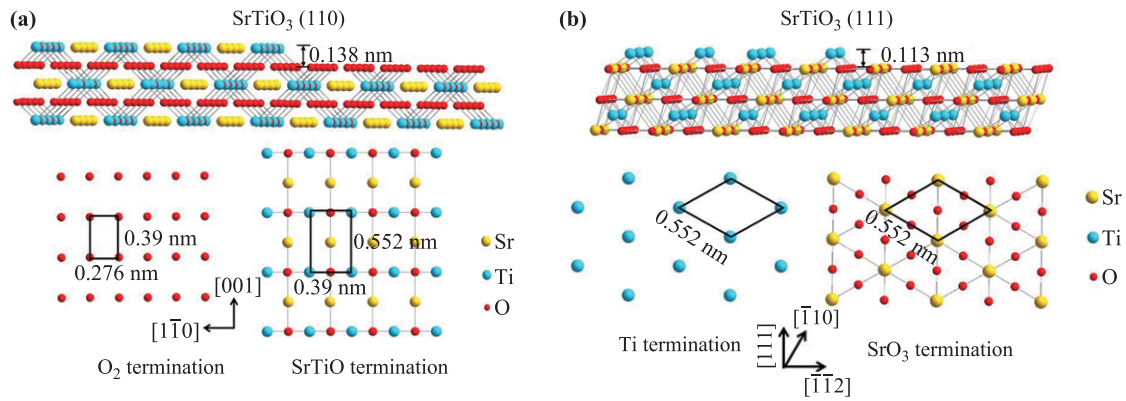 (a)
SrTiO₃ (110)
0.138 nm
0.39 nm
0.276 nm
[001]
[11̅0]
O₂ termination
0.552 nm
0.39 nm
SrTiO termination
Sr
Ti
O
(b)
SrTiO₃ (111)
0.113 nm
0.552 nm
Ti termination
[111]
[1̅10]
[1̅1̅2]
0.552 nm
SrO₃ termination
Sr
Ti
O